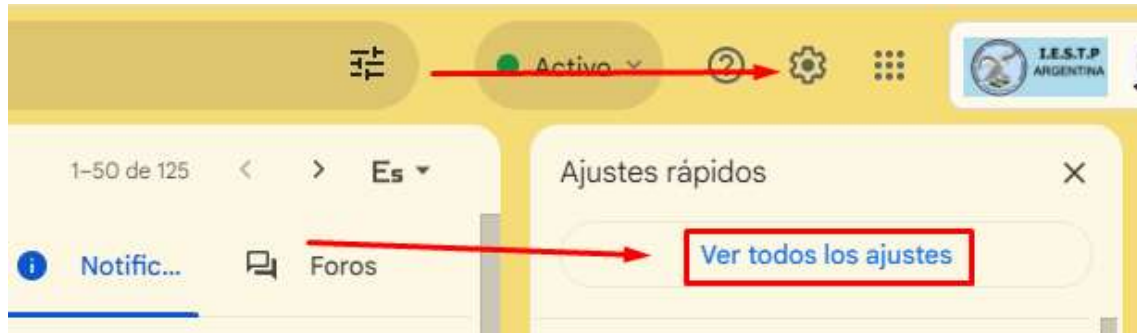 Activo
I.E.S.T.P
ARGENTINA
1–50 de 125
Es
Ajustes rápidos
Notific...
Foros
Ver todos los ajustes